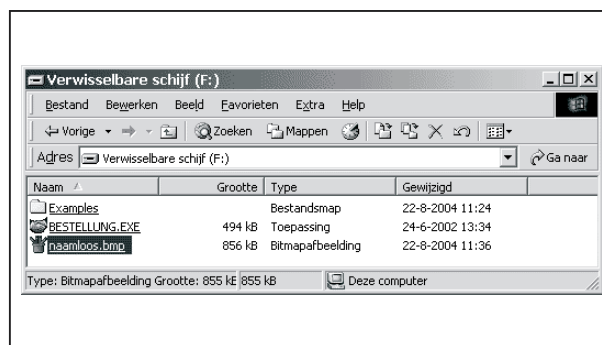 Verwisselbare schijf (F:)
Bestand Bewerken Beeld Favorieten Extra Help
Vorige Zoeken Mappen
Adres Verwisselbare schijf (F:) Ga naar
Naam Grootte Type Gewijzigd
Examples Bestandsmap 22-8-2004 11:24
BESTELLUNG.EXE 494 kB Toepassing 24-6-2002 13:34
naamloos.bmp 856 kB Bitmapafbeelding 22-8-2004 11:36
Type: Bitmapafbeelding Grootte: 855 kE 855 kB Deze computer